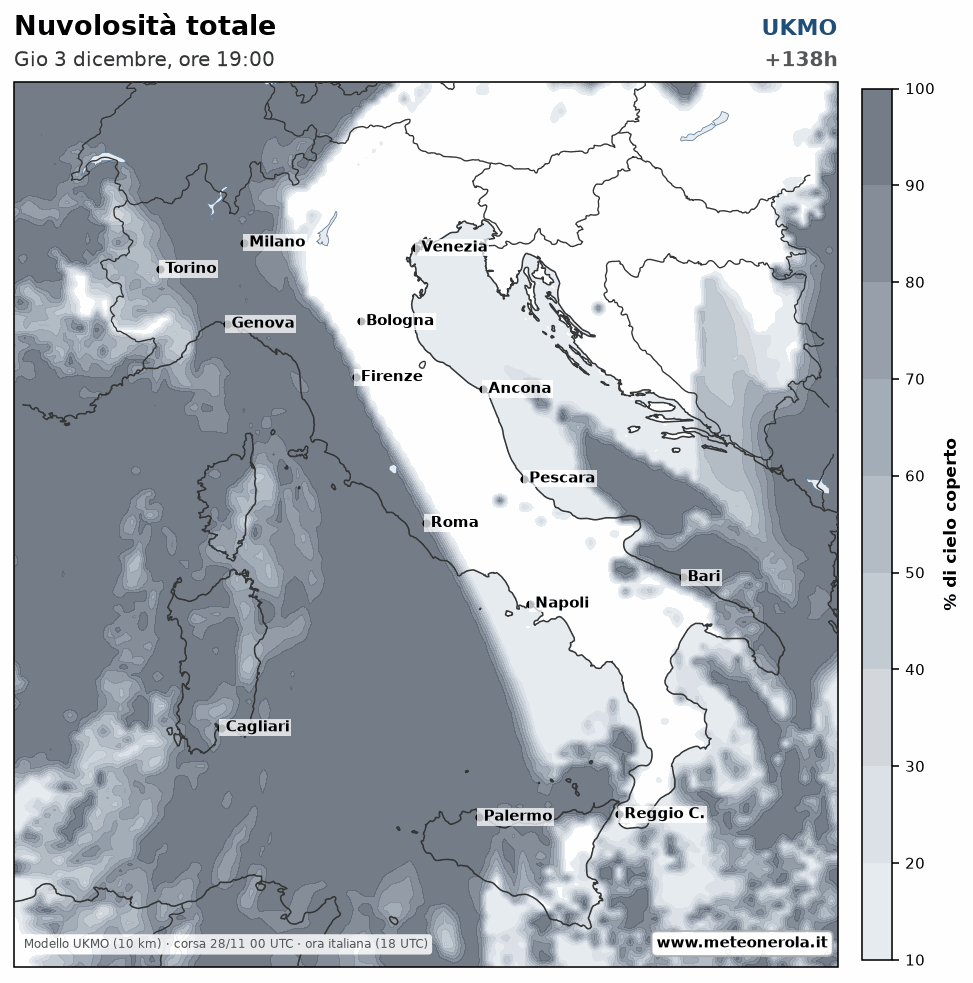 Nuvolosità totale
UKMO
Gio 3 dicembre, ore 19:00
+138h
100
90
80
70
60
50
40
30
20
10
% di cielo coperto
Milano
Venezia
Torino
Genova
Bologna
Firenze
Ancona
Pescara
Roma
Bari
Napoli
Cagliari
Palermo
Reggio C.
Modello UKMO (10 km) · corsa 28/11 00 UTC · ora italiana (18 UTC)
www.meteonerola.it